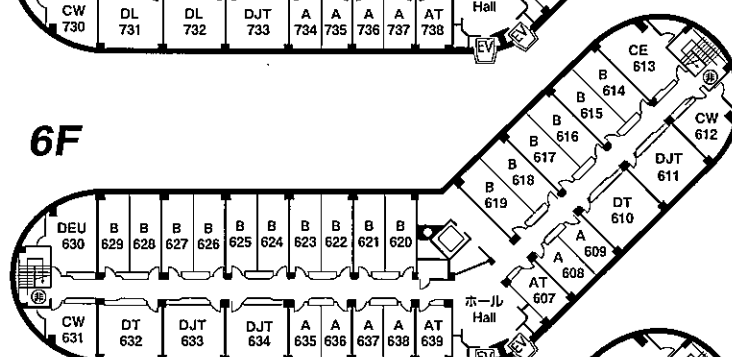 CW
730
DL
731
DL
732
DJT
733
A
734
A
735
A
736
A
737
AT
738
Hall
EV
EV
6F
CE
613
非
B
614
B
615
B
616
B
617
B
618
B
619
CW
612
DJT
611
DT
610
A
609
A
608
AT
607
DEU
630
B
629
B
628
B
627
B
626
B
625
B
624
B
623
B
622
B
621
B
620
非
CW
631
DT
632
DJT
633
DJT
634
A
635
A
636
A
637
A
638
AT
639
ホール
Hall
EV
EV